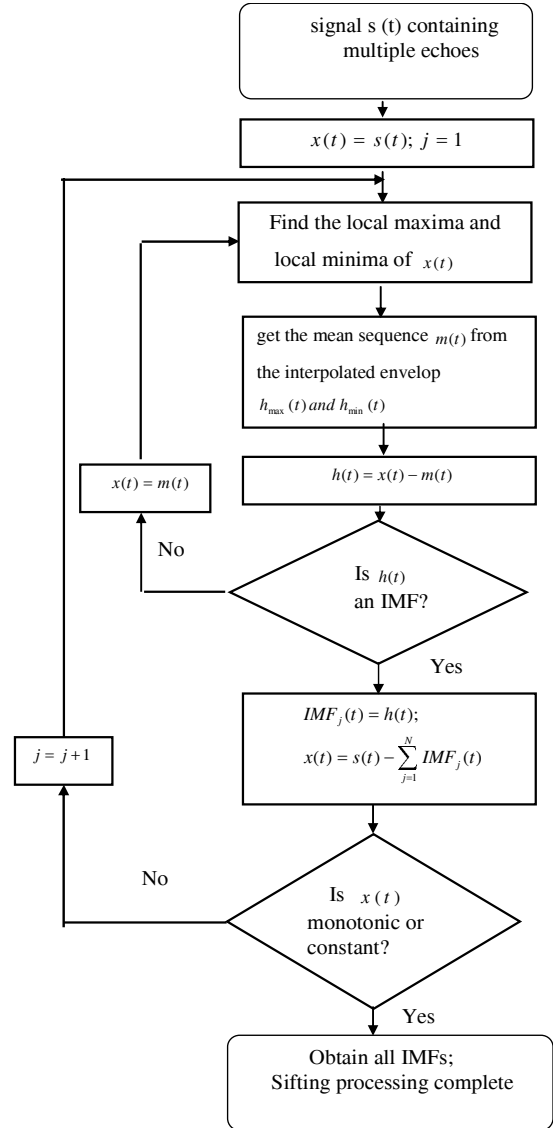 signal s (t) containing
multiple echoes
x(t) = s(t); j = 1
Find the local maxima and
local minima of x(t)
get the mean sequence m(t) from
the interpolated envelop
h_max(t) and h_min(t)
x(t) = m(t)
h(t) = x(t) − m(t)
No
Is h(t)
an IMF?
Yes
IMF_j(t) = h(t);
x(t) = s(t) − ∑_{j=1}^{N} IMF_j(t)
j = j+1
No
Is x(t)
monotonic or
constant?
Yes
Obtain all IMFs;
Sifting processing complete